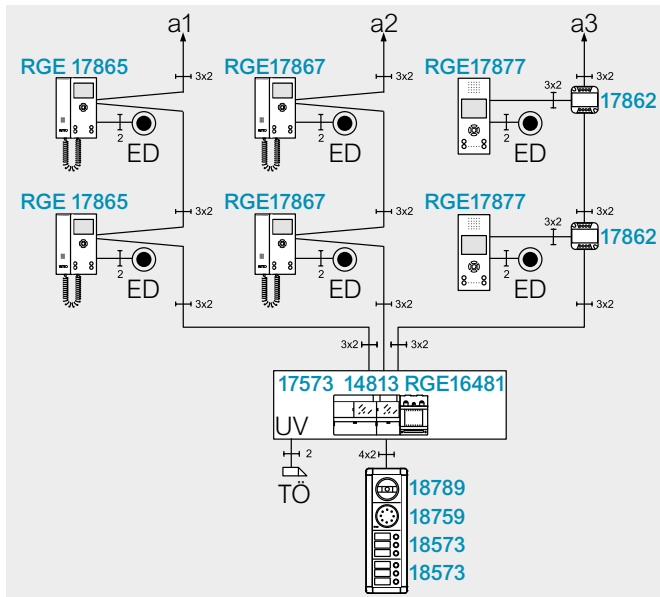 a1 a2 a3
3x2 3x2 3x2
RGE 17865 RGE17867 RGE17877
3x2
17862
2 2 2
ED ED ED
3x2 3x2 3x2
RGE 17865 RGE17867 RGE17877
3x2
17862
2 2 2
ED ED ED
3x2 3x2 3x2
3x2 3x2
17573 14813 RGE16481
UV
2 4x2
TÖ
18789
18759
18573
18573